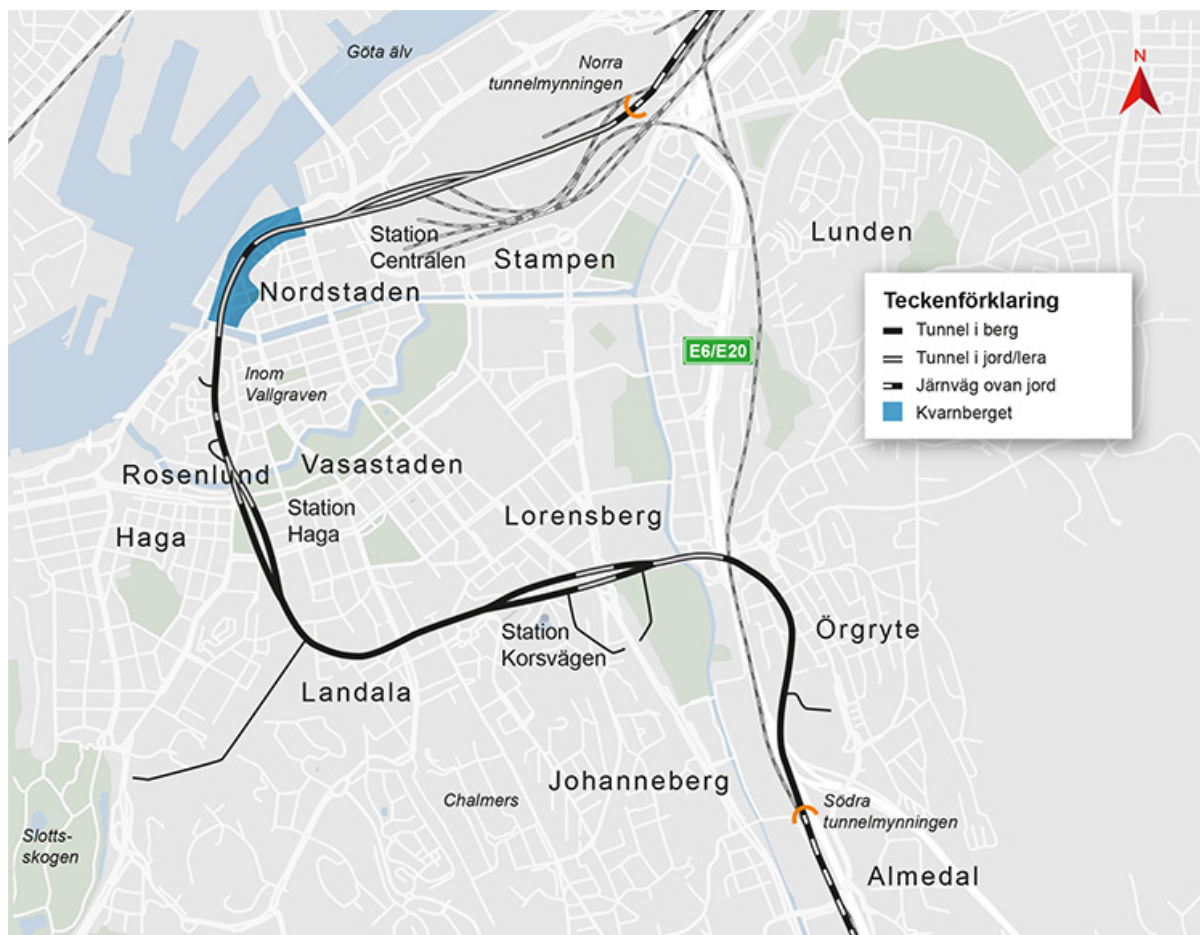 Göta älv
Norra
tunnelmynningen
N
Lunden
Station
Centralen
Stampen
Nordstaden
Teckenförklaring
Tunnel i berg
Tunnel i jord/lera
Järnväg ovan jord
Kvarnberget
E6/E20
Inom
Vallgraven
Rosenlund
Vasastaden
Station
Haga
Haga
Lorensberg
Station
Korsvägen
Örgryte
Landala
Johanneberg
Chalmers
Södra
tunnelmynningen
Slotts-
skogen
Almedal